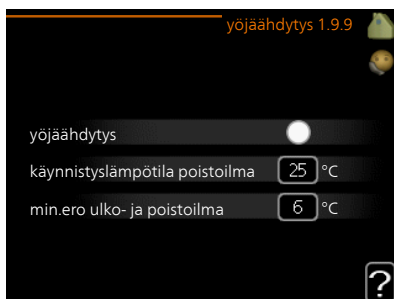 yöjäähdytys 1.9.9
yöjäähdytys
käynnistyslämpötila poistoilma 25 °C
min.ero ulko- ja poistoilma 6 °C
?